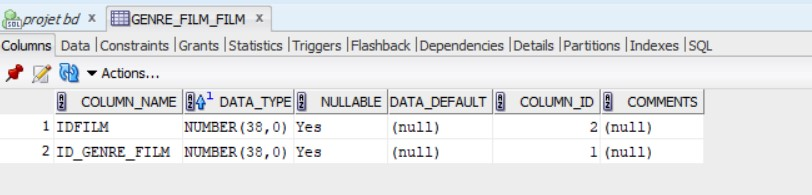 projet bd x GENRE_FILM_FILM x
Columns Data Constraints Grants Statistics Triggers Flashback Dependencies Details Partitions Indexes SQL
Actions...
COLUMN_NAME 1 DATA_TYPE NULLABLE DATA_DEFAULT COLUMN_ID COMMENTS
1 IDFILM NUMBER(38,0) Yes (null) 2 (null)
2 ID_GENRE_FILM NUMBER(38,0) Yes (null) 1 (null)